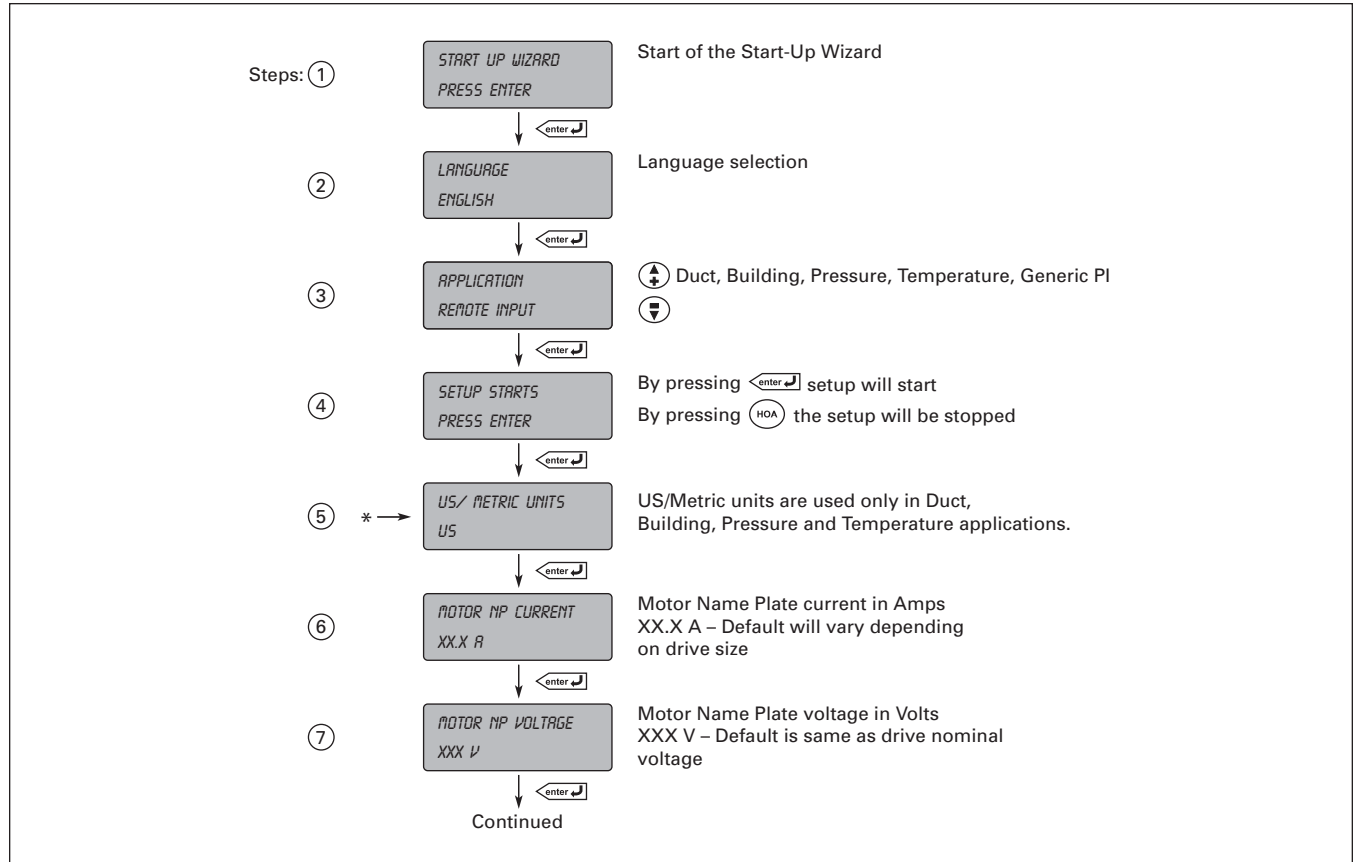 Steps: 1
START UP WIZARD
PRESS ENTER
Start of the Start-Up Wizard
enter
2
LANGUAGE
ENGLISH
Language selection
enter
3
APPLICATION
REMOTE INPUT
Duct, Building, Pressure, Temperature, Generic PI
enter
4
SETUP STARTS
PRESS ENTER
By pressing enter setup will start
By pressing HOA the setup will be stopped
enter
5
*
US/ METRIC UNITS
US
US/Metric units are used only in Duct,
Building, Pressure and Temperature applications.
enter
6
MOTOR NP CURRENT
XX.X A
Motor Name Plate current in Amps
XX.X A – Default will vary depending
on drive size
enter
7
MOTOR NP VOLTAGE
XXX V
Motor Name Plate voltage in Volts
XXX V – Default is same as drive nominal
voltage
enter
Continued